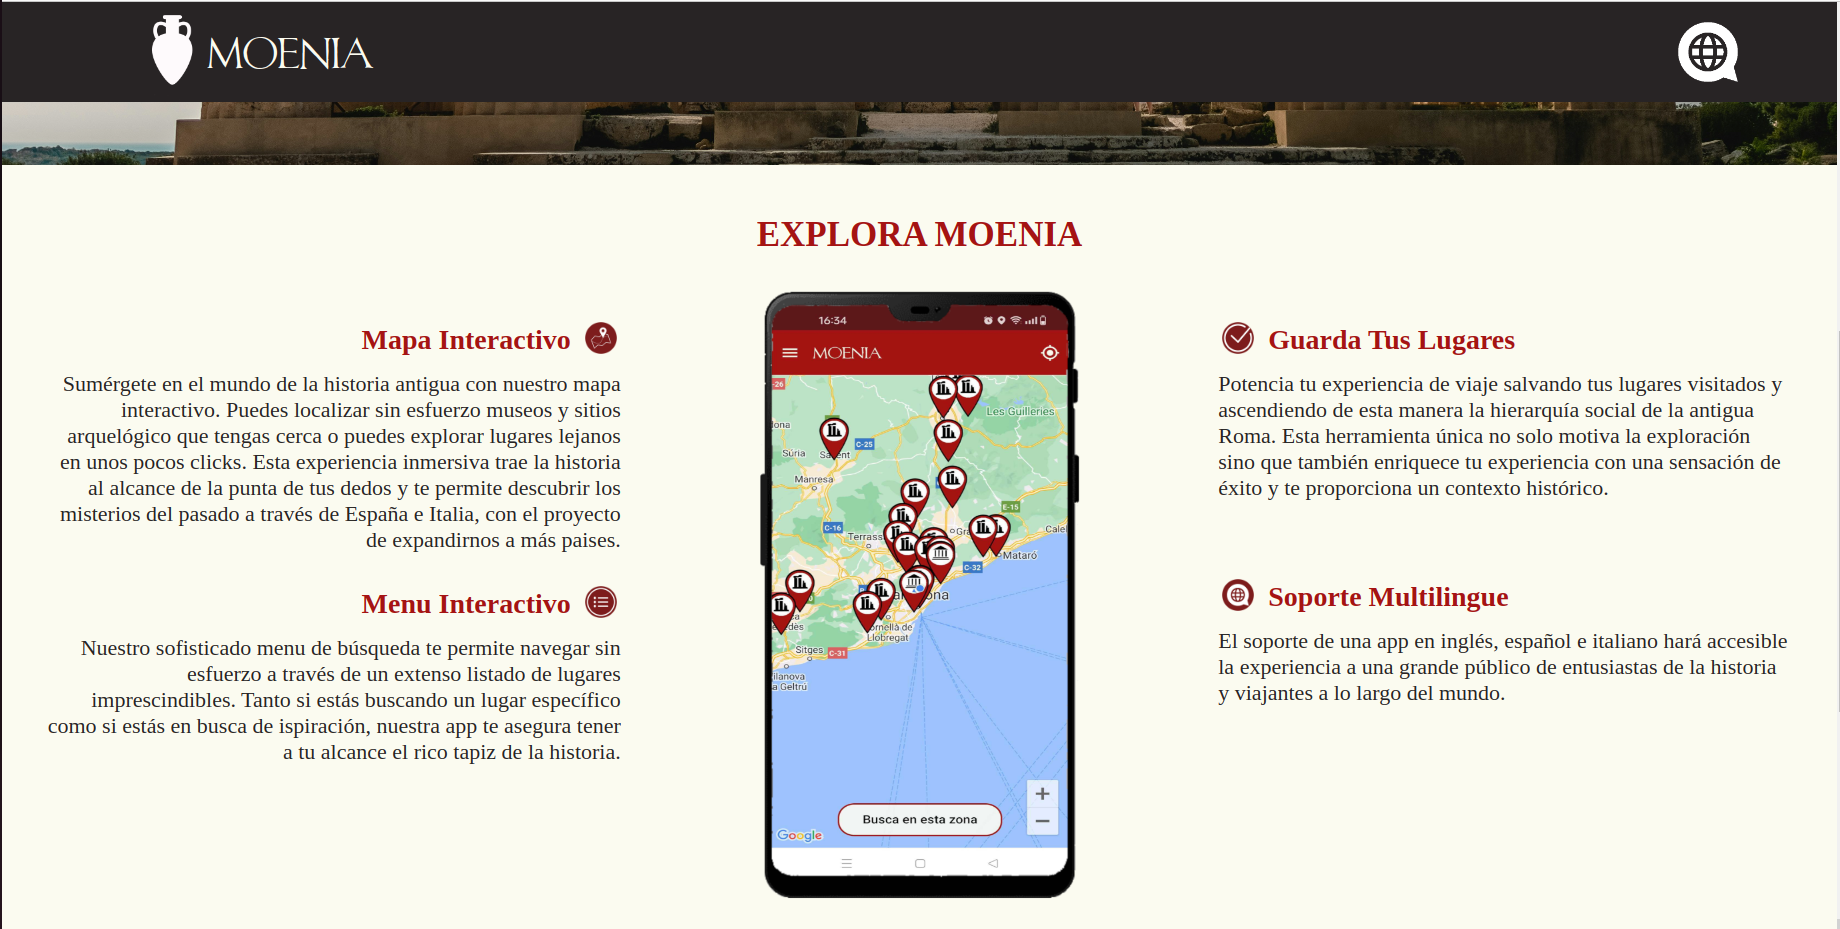 MOENIA
EXPLORA MOENIA
Mapa Interactivo
Sumérgete en el mundo de la historia antigua con nuestro mapa
interactivo. Puedes localizar sin esfuerzo museos y sitios
arquelógico que tengas cerca o puedes explorar lugares lejanos
en unos pocos clicks. Esta experiencia inmersiva trae la historia
al alcance de la punta de tus dedos y te permite descubrir los
misterios del pasado a través de España e Italia, con el proyecto
de expandirnos a más paises.
Menu Interactivo
Nuestro sofisticado menu de búsqueda te permite navegar sin
esfuerzo a través de un extenso listado de lugares
imprescindibles. Tanto si estás buscando un lugar específico
como si estás en busca de ispiración, nuestra app te asegura tener
a tu alcance el rico tapiz de la historia.
16:34
MOENIA
-26
Les Guilleries
lona
C-25
Súria
Manresa
E-15
C-16
Terrass
Gra
Calel
Mataró
C-32
ona
edès
ornellà de
Llobregat
Sitges
C-31
ilanova
a Geltrú
Busca en esta zona
+
−
Google
Guarda Tus Lugares
Potencia tu experiencia de viaje salvando tus lugares visitados y
ascendiendo de esta manera la hierarquía social de la antigua
Roma. Esta herramienta única no solo motiva la exploración
sino que también enriquece tu experiencia con una sensación de
éxito y te proporciona un contexto histórico.
Soporte Multilingue
El soporte de una app en inglés, español e italiano hará accesible
la experiencia a una grande público de entusiastas de la historia
y viajantes a lo largo del mundo.